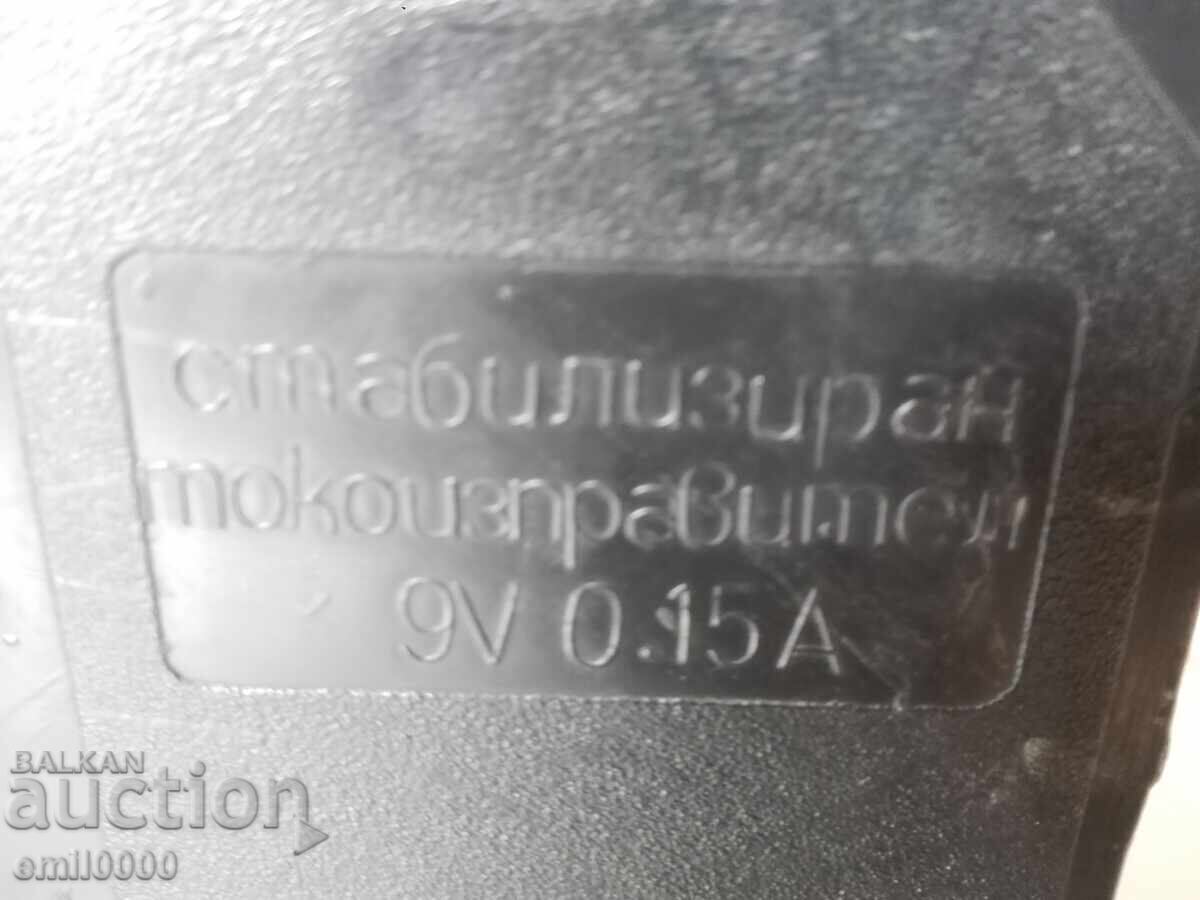 стабилизиран
токоизправител
9V 0.15A
BALKAN
auction
emil0000